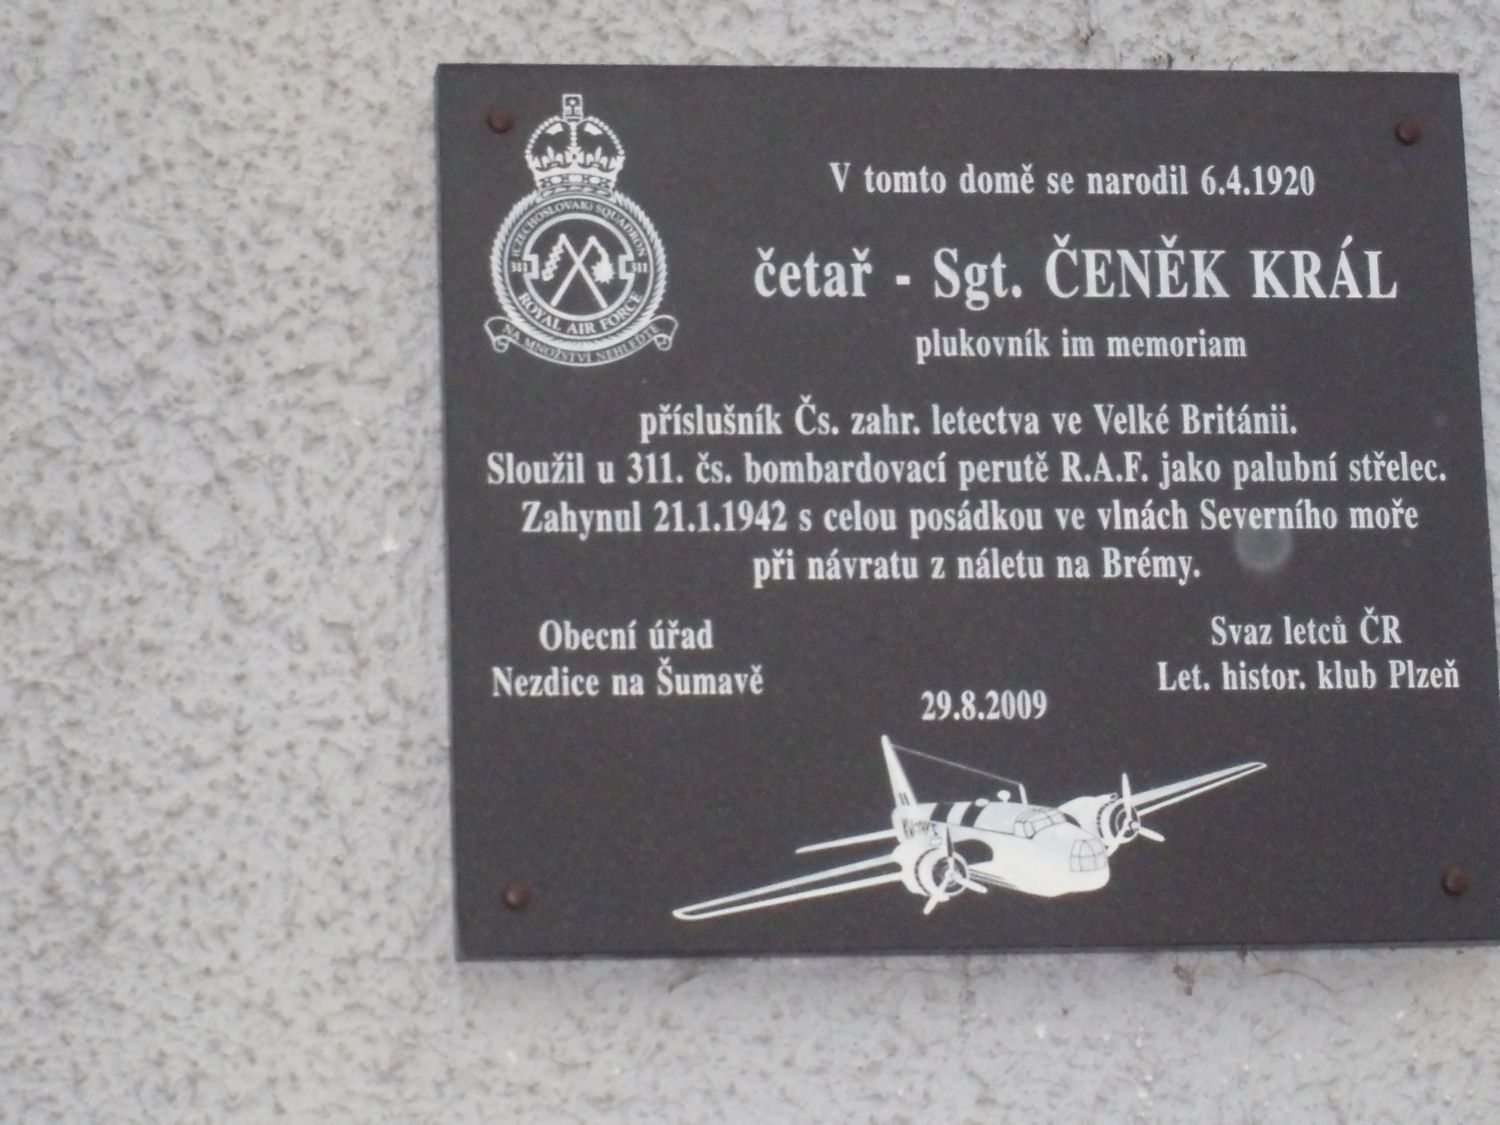 CZECHOSLOVAK SQUADRON
311 311
ROYAL AIR FORCE
NA MNOŽSTVÍ NEHLEĎTE
V tomto domě se narodil 6.4.1920
četař - Sgt. ČENĚK KRÁL
plukovník im memoriam
příslušník Čs. zahr. letectva ve Velké Británii.
Sloužil u 311. čs. bombardovací perutě R.A.F. jako palubní střelec.
Zahynul 21.1.1942 s celou posádkou ve vlnách Severního moře
při návratu z náletu na Brémy.
Obecní úřad
Nezdice na Šumavě
Svaz letců ČR
Let. histor. klub Plzeň
29.8.2009